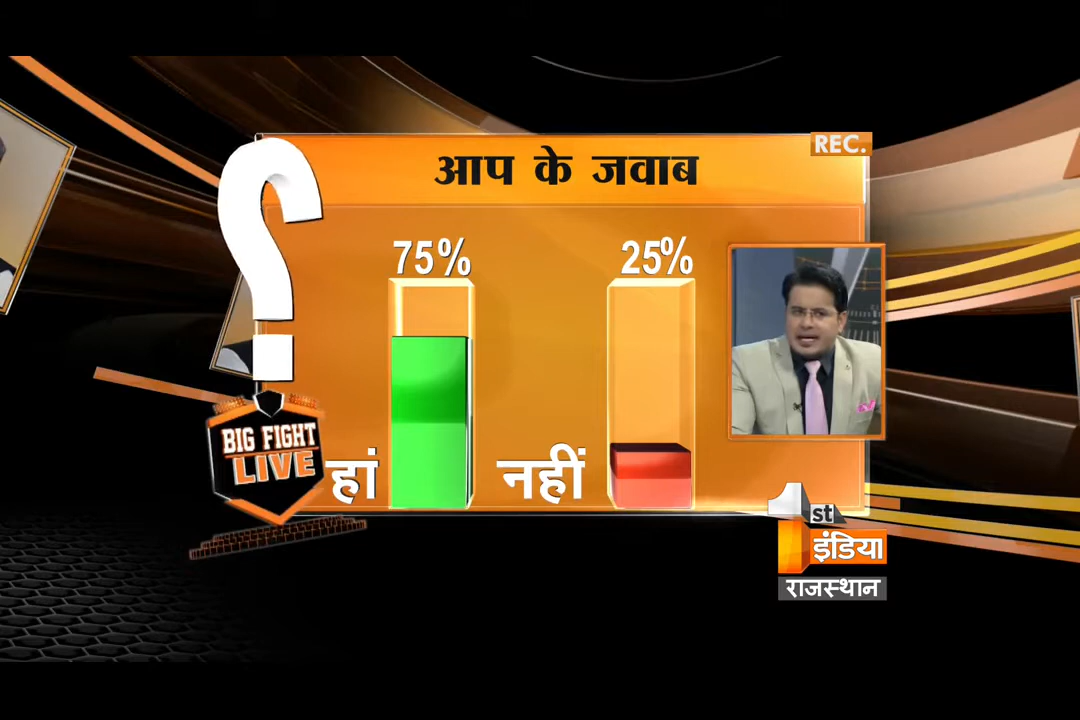 REC.
आप के जवाब
75%
25%
BIG FIGHT
LIVE
हां
नहीं
1st
इंडिया
राजस्थान